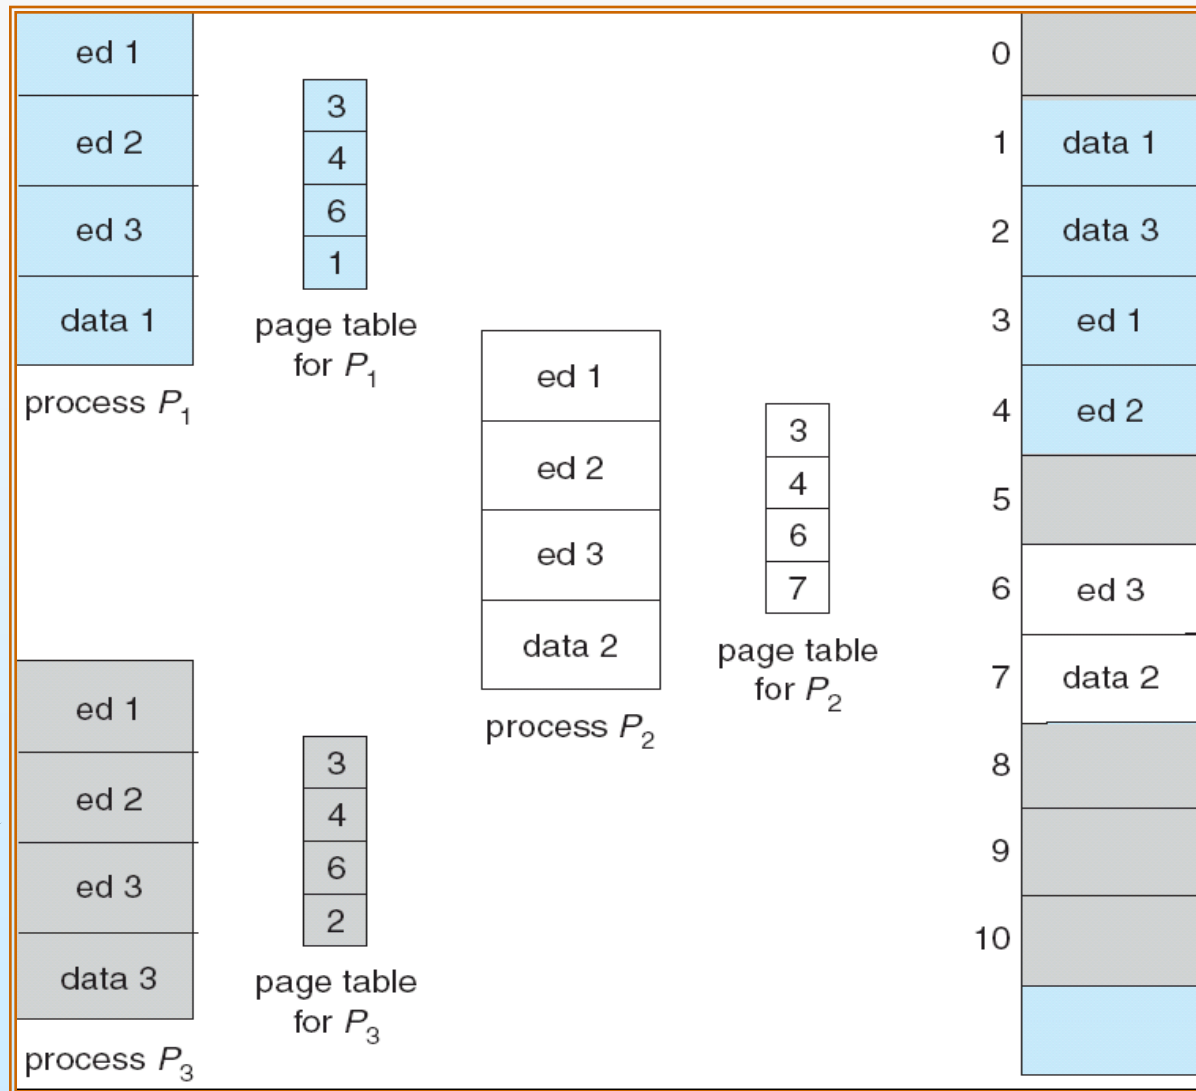 ed 1
ed 2
ed 3
data 1
process P1
3
4
6
1
page table
for P1
ed 1
ed 2
ed 3
data 2
process P2
3
4
6
7
page table
for P2
ed 1
ed 2
ed 3
data 3
process P3
3
4
6
2
page table
for P3
0
1 data 1
2 data 3
3 ed 1
4 ed 2
5
6 ed 3
7 data 2
8
9
10